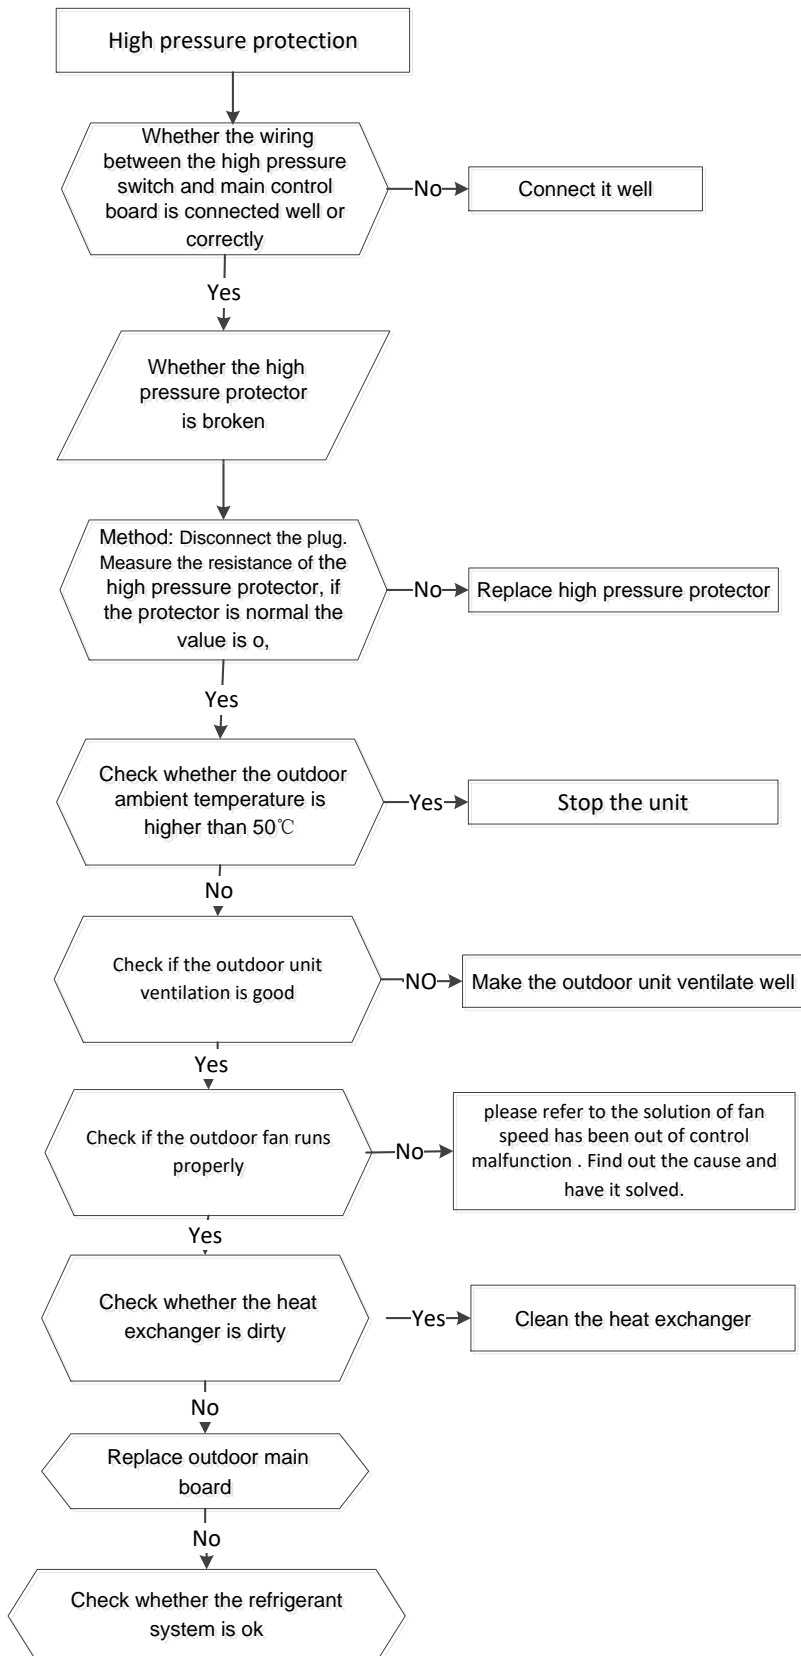 High pressure protection
Whether the wiring
between the high pressure
switch and main control
board is connected well or
correctly
No
Connect it well
Yes
Whether the high
pressure protector
is broken
Method: Disconnect the plug.
Measure the resistance of the
high pressure protector, if
the protector is normal the
value is o,
No
Replace high pressure protector
Yes
Check whether the outdoor
ambient temperature is
higher than 50℃
Yes
Stop the unit
No
Check if the outdoor unit
ventilation is good
NO
Make the outdoor unit ventilate well
Yes
Check if the outdoor fan runs
properly
No
please refer to the solution of fan
speed has been out of control
malfunction . Find out the cause and
have it solved.
Yes
Check whether the heat
exchanger is dirty
Yes
Clean the heat exchanger
No
Replace outdoor main
board
No
Check whether the refrigerant
system is ok